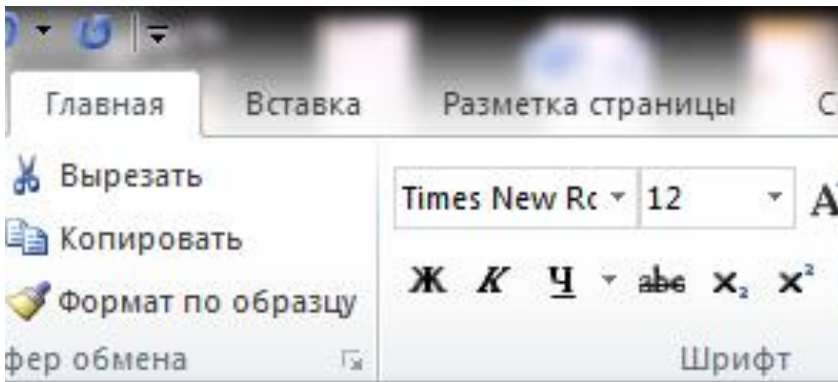 Главная Вставка Разметка страницы С
Вырезать
Times New Rc 12 A
Копировать
Ж К Ч abc x₂ x²
Формат по образцу
фер обмена Шрифт